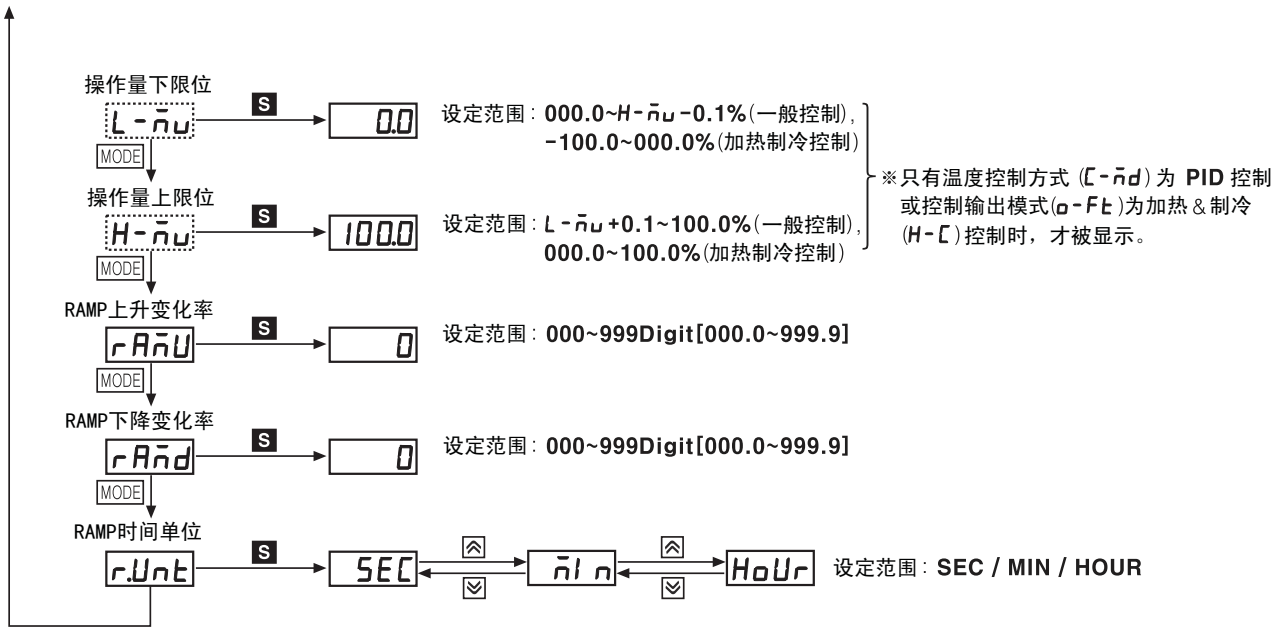 操作量下限位
L-mv S 0.0 设定范围: 000.0~H-mv-0.1%(一般控制),
-100.0~000.0%(加热制冷控制)
MODE
操作量上限位
H-mv S 100.0 设定范围: L-mv+0.1~100.0%(一般控制),
000.0~100.0%(加热制冷控制)
※只有温度控制方式 (C-md) 为 PID 控制
或控制输出模式(o-Ft)为加热&制冷
(H-C)控制时，才被显示。
MODE
RAMP上升变化率
rAmU S 0 设定范围: 000~999Digit[000.0~999.9]
MODE
RAMP下降变化率
rAmd S 0 设定范围: 000~999Digit[000.0~999.9]
MODE
RAMP时间单位
r.Unt S SEC mIn HoUr 设定范围: SEC / MIN / HOUR